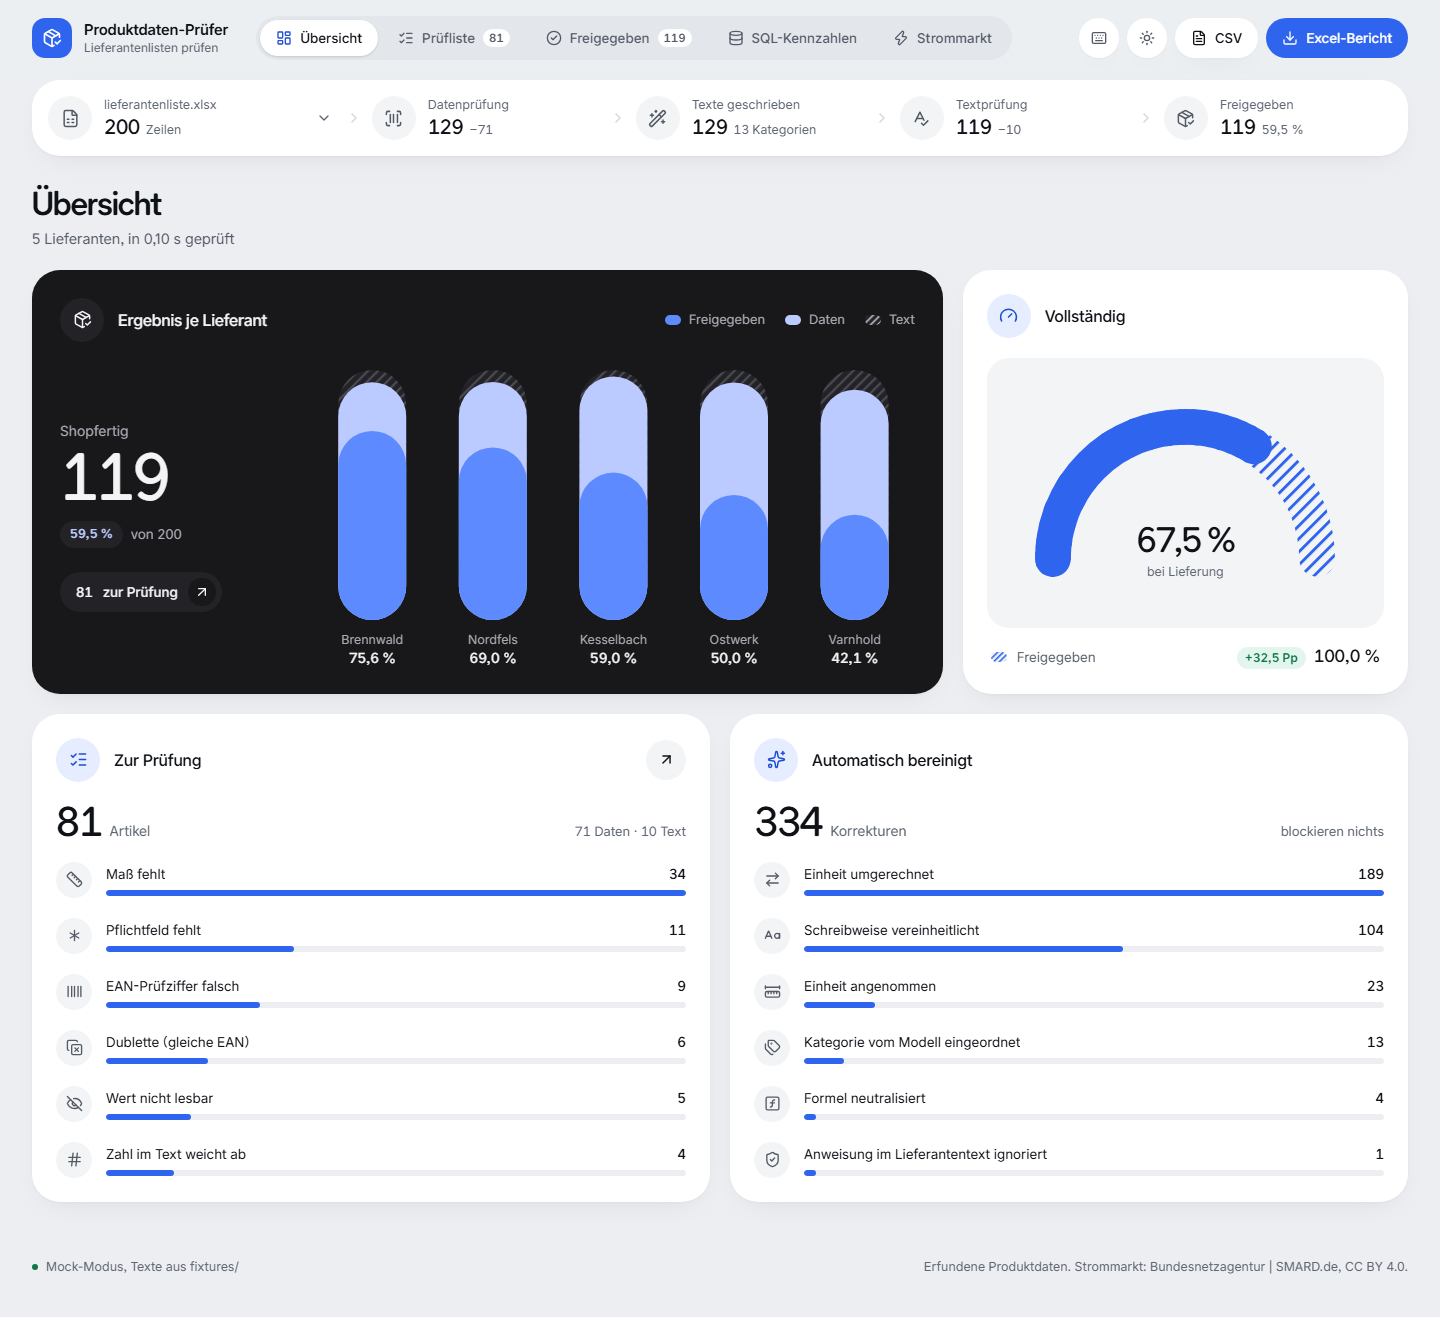 Produktdaten-Prüfer
Lieferantenlisten prüfen
Übersicht
Prüfliste 81
Freigegeben 119
SQL-Kennzahlen
Strommarkt
CSV
Excel-Bericht
lieferantenliste.xlsx
200 Zeilen
Datenprüfung
129 −71
Texte geschrieben
129 13 Kategorien
Textprüfung
119 −10
Freigegeben
119 59,5 %
Übersicht
5 Lieferanten, in 0,10 s geprüft
Ergebnis je Lieferant
Freigegeben Daten Text
Shopfertig
119
59,5 % von 200
81 zur Prüfung
Brennwald Nordfels Kesselbach Ostwerk Varnhold
75,6 % 69,0 % 59,0 % 50,0 % 42,1 %
Vollständig
67,5 %
bei Lieferung
Freigegeben +32,5 Pp 100,0 %
Zur Prüfung
81 Artikel 71 Daten · 10 Text
Maß fehlt 34
Pflichtfeld fehlt 11
EAN-Prüfziffer falsch 9
Dublette (gleiche EAN) 6
Wert nicht lesbar 5
Zahl im Text weicht ab 4
Automatisch bereinigt
334 Korrekturen blockieren nichts
Einheit umgerechnet 189
Aa Schreibweise vereinheitlicht 104
Einheit angenommen 23
Kategorie vom Modell eingeordnet 13
Formel neutralisiert 4
Anweisung im Lieferantentext ignoriert 1
Mock-Modus, Texte aus fixtures/
Erfundene Produktdaten. Strommarkt: Bundesnetzagentur | SMARD.de, CC BY 4.0.